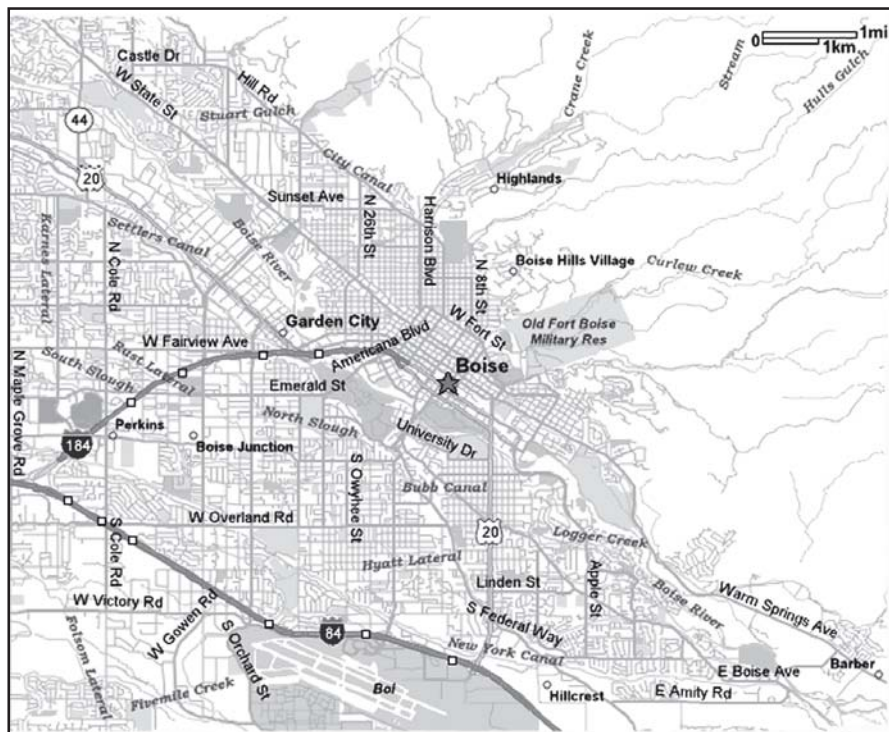 0 1mi
1km
Castle Dr
W State St
Hill Rd
Stuart Gulch
44
20
City Canal
Crane Creek
Stream
Hulls Gulch
Highlands
Sunset Ave
N 26th St
Harrison Blvd
N 8th St
Karnes Lateral
Settlers Canal
N Cole Rd
Boise River
Boise Hills Village
Curlew Creek
Garden City
W Fort St
Old Fort Boise
Military Res
W Fairview Ave
Americana Blvd
Boise
N Maple Grove Rd
South Slough
Rust Lateral
Emerald St
North Slough
University Dr
184
Perkins
Boise Junction
S Owyhee St
Bubb Canal
20
W Overland Rd
S Cole Rd
Hyatt Lateral
Logger Creek
Linden St
Apple St
Boise River
Warm Springs Ave
W Victory Rd
W Gowen Rd
S Orchard St
84
S Federal Way
New York Canal
Folsom Lateral
Fivemile Creek
Boi
Hillcrest
E Boise Ave
Barber
E Amity Rd